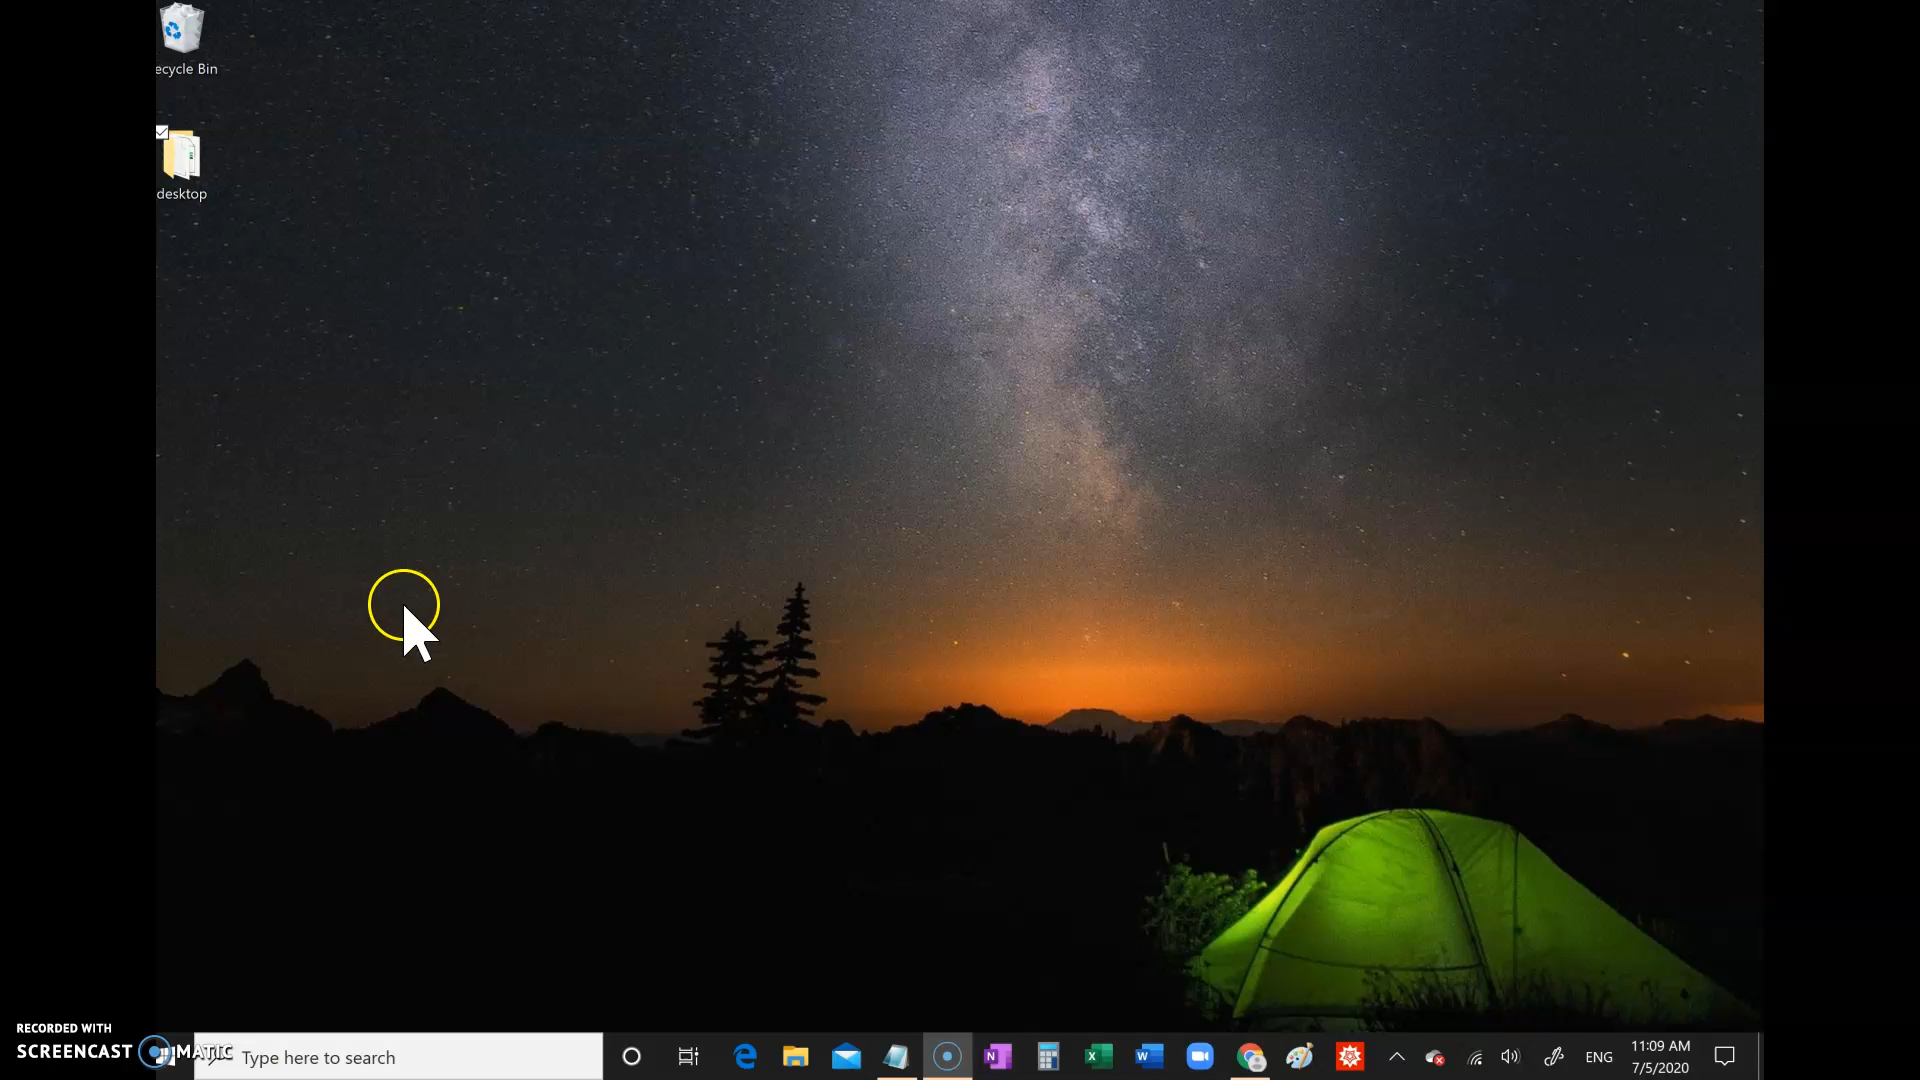 ecycle Bin
desktop
RECORDED WITH
SCREENCAST MATIC
Type here to search
N
X
W
ENG
11:09 AM
7/5/2020